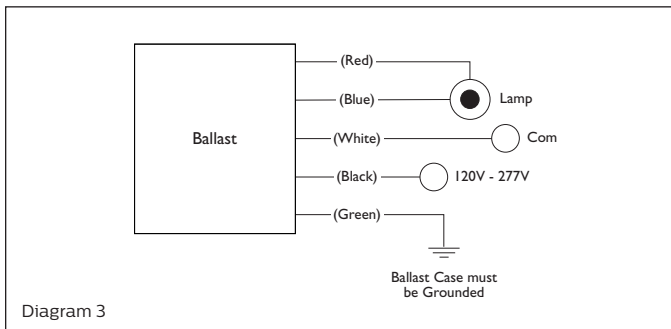 (Red)
(Blue)
Lamp
Ballast
(White)
Com
(Black)
120V - 277V
(Green)
Ballast Case must
be Grounded
Diagram 3